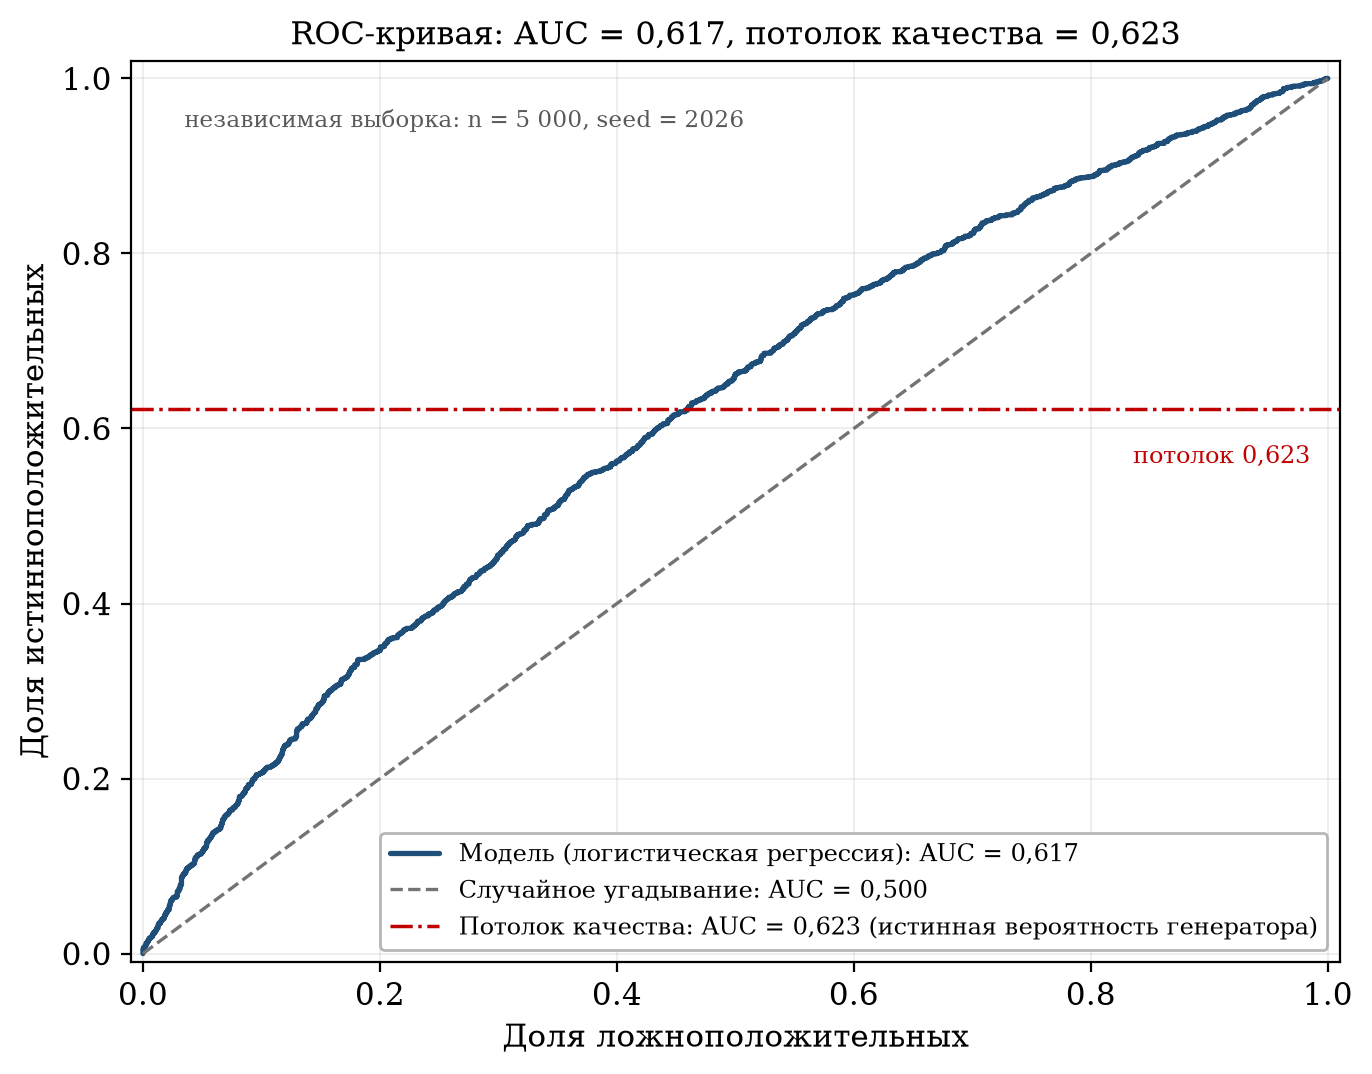 ROC-кривая: AUC = 0,617, потолок качества = 0,623
независимая выборка: n = 5 000, seed = 2026
Доля истинноположительных
1.0
0.8
0.6
0.4
0.2
0.0
потолок 0,623
Модель (логистическая регрессия): AUC = 0,617
Случайное угадывание: AUC = 0,500
Потолок качества: AUC = 0,623 (истинная вероятность генератора)
0.0 0.2 0.4 0.6 0.8 1.0
Доля ложноположительных